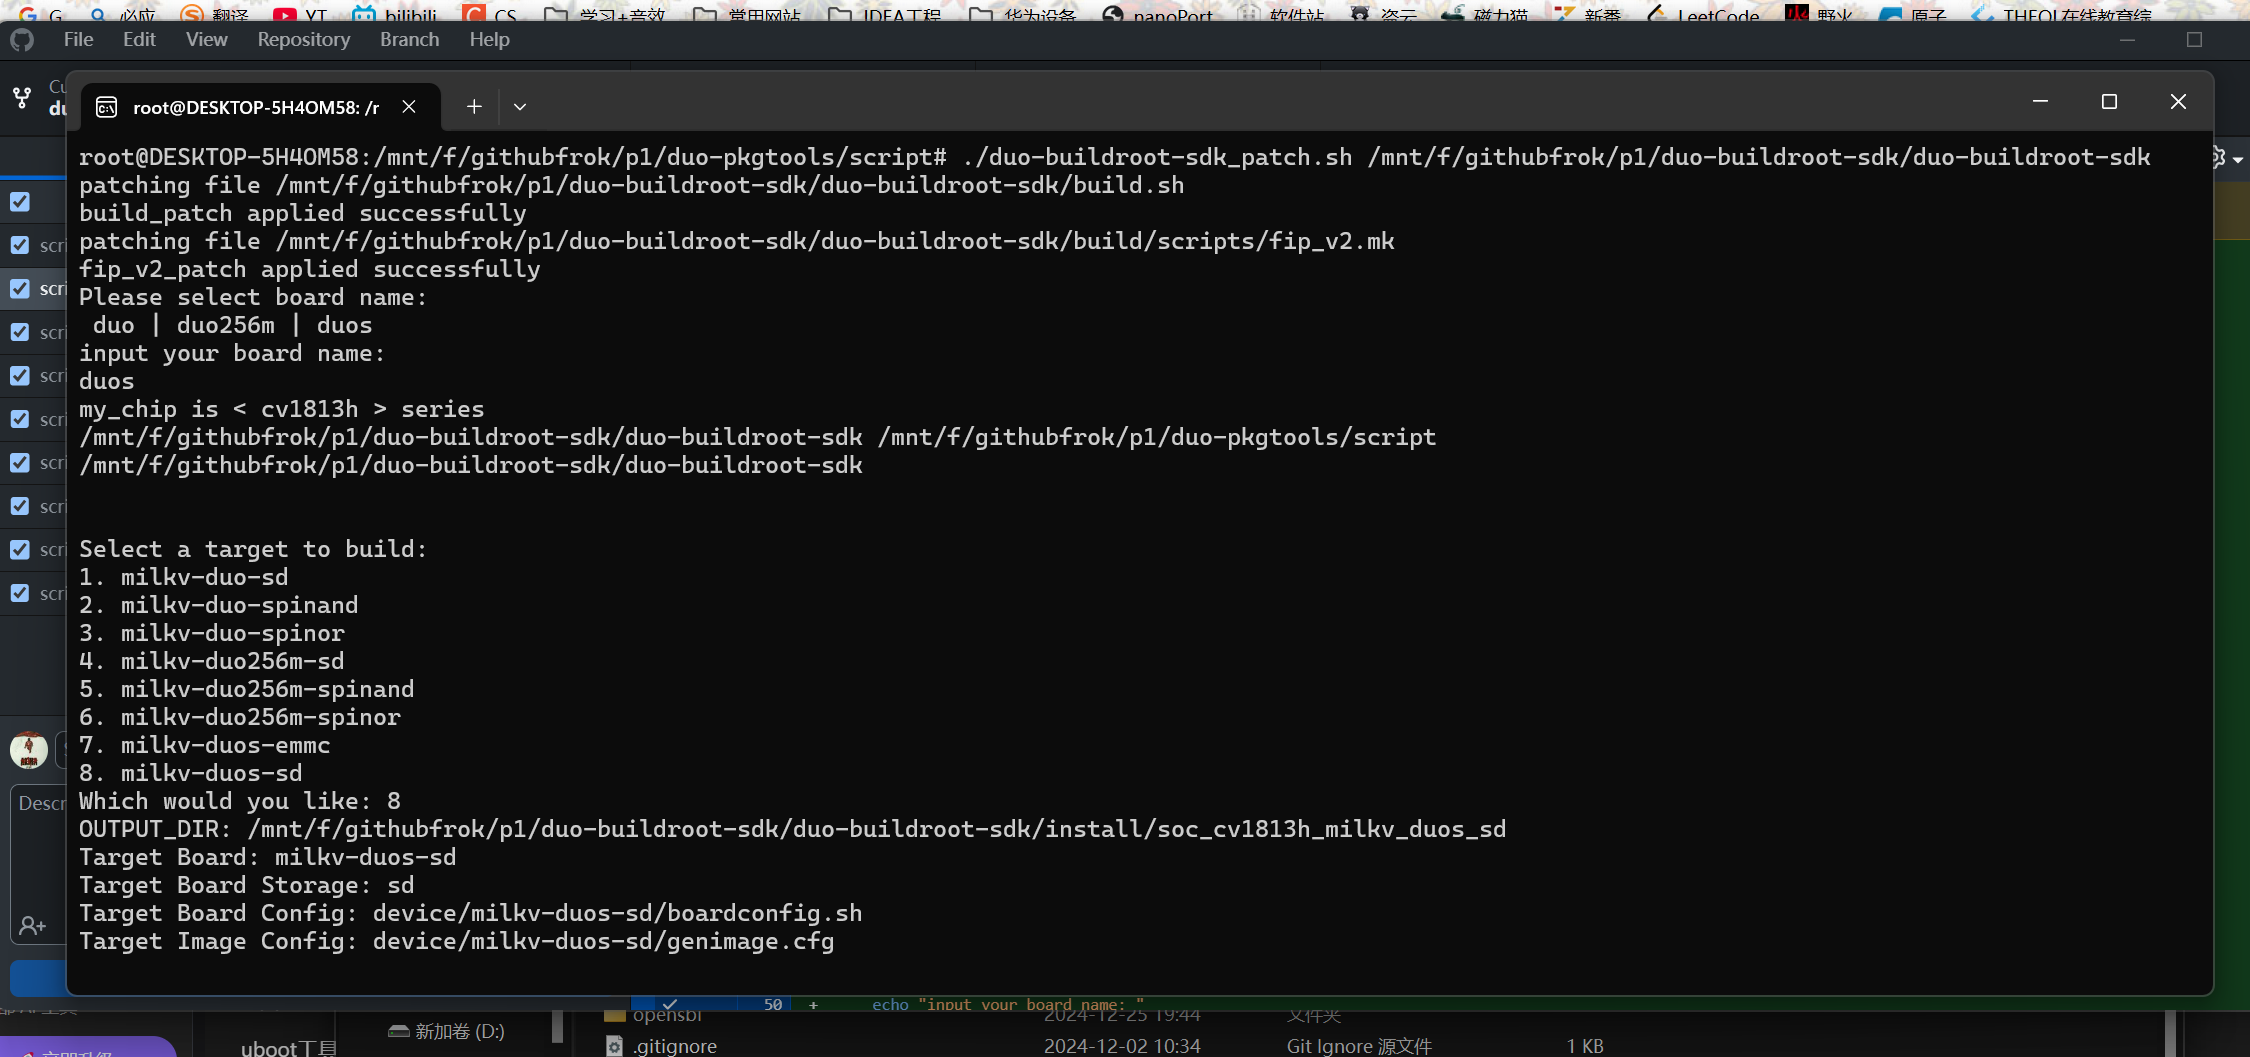 G 必应 翻译 YT bilibili CS 学习+音效 常用网站 IDEA工程 华为设备 nanoPort 软件站 盗云 磁力猫 新番 LeetCode 野火 原子 THEOL在线教育综
File Edit View Repository Branch Help
Cu
du
root@DESKTOP-5H4OM58: /r
root@DESKTOP-5H4OM58:/mnt/f/githubfrok/p1/duo-pkgtools/script# ./duo-buildroot-sdk_patch.sh /mnt/f/githubfrok/p1/duo-buildroot-sdk/duo-buildroot-sdk
patching file /mnt/f/githubfrok/p1/duo-buildroot-sdk/duo-buildroot-sdk/build.sh
build_patch applied successfully
patching file /mnt/f/githubfrok/p1/duo-buildroot-sdk/duo-buildroot-sdk/build/scripts/fip_v2.mk
fip_v2_patch applied successfully
Please select board name:
duo | duo256m | duos
input your board name:
duos
my_chip is < cv1813h > series
/mnt/f/githubfrok/p1/duo-buildroot-sdk/duo-buildroot-sdk /mnt/f/githubfrok/p1/duo-pkgtools/script
/mnt/f/githubfrok/p1/duo-buildroot-sdk/duo-buildroot-sdk
Select a target to build:
1. milkv-duo-sd
2. milkv-duo-spinand
3. milkv-duo-spinor
4. milkv-duo256m-sd
5. milkv-duo256m-spinand
6. milkv-duo256m-spinor
7. milkv-duos-emmc
8. milkv-duos-sd
Which would you like: 8
OUTPUT_DIR: /mnt/f/githubfrok/p1/duo-buildroot-sdk/duo-buildroot-sdk/install/soc_cv1813h_milkv_duos_sd
Target Board: milkv-duos-sd
Target Board Storage: sd
Target Board Config: device/milkv-duos-sd/boardconfig.sh
Target Image Config: device/milkv-duos-sd/genimage.cfg
scri
scri
scri
scri
scri
scri
scri
scri
scri
Descr
50 + echo "input your board name: "
opensbi 2024-12-25 19:44 文件夹
新加卷 (D:)
.gitignore 2024-12-02 10:34 Git Ignore 源文件 1 KB
uboot工具
立即升级